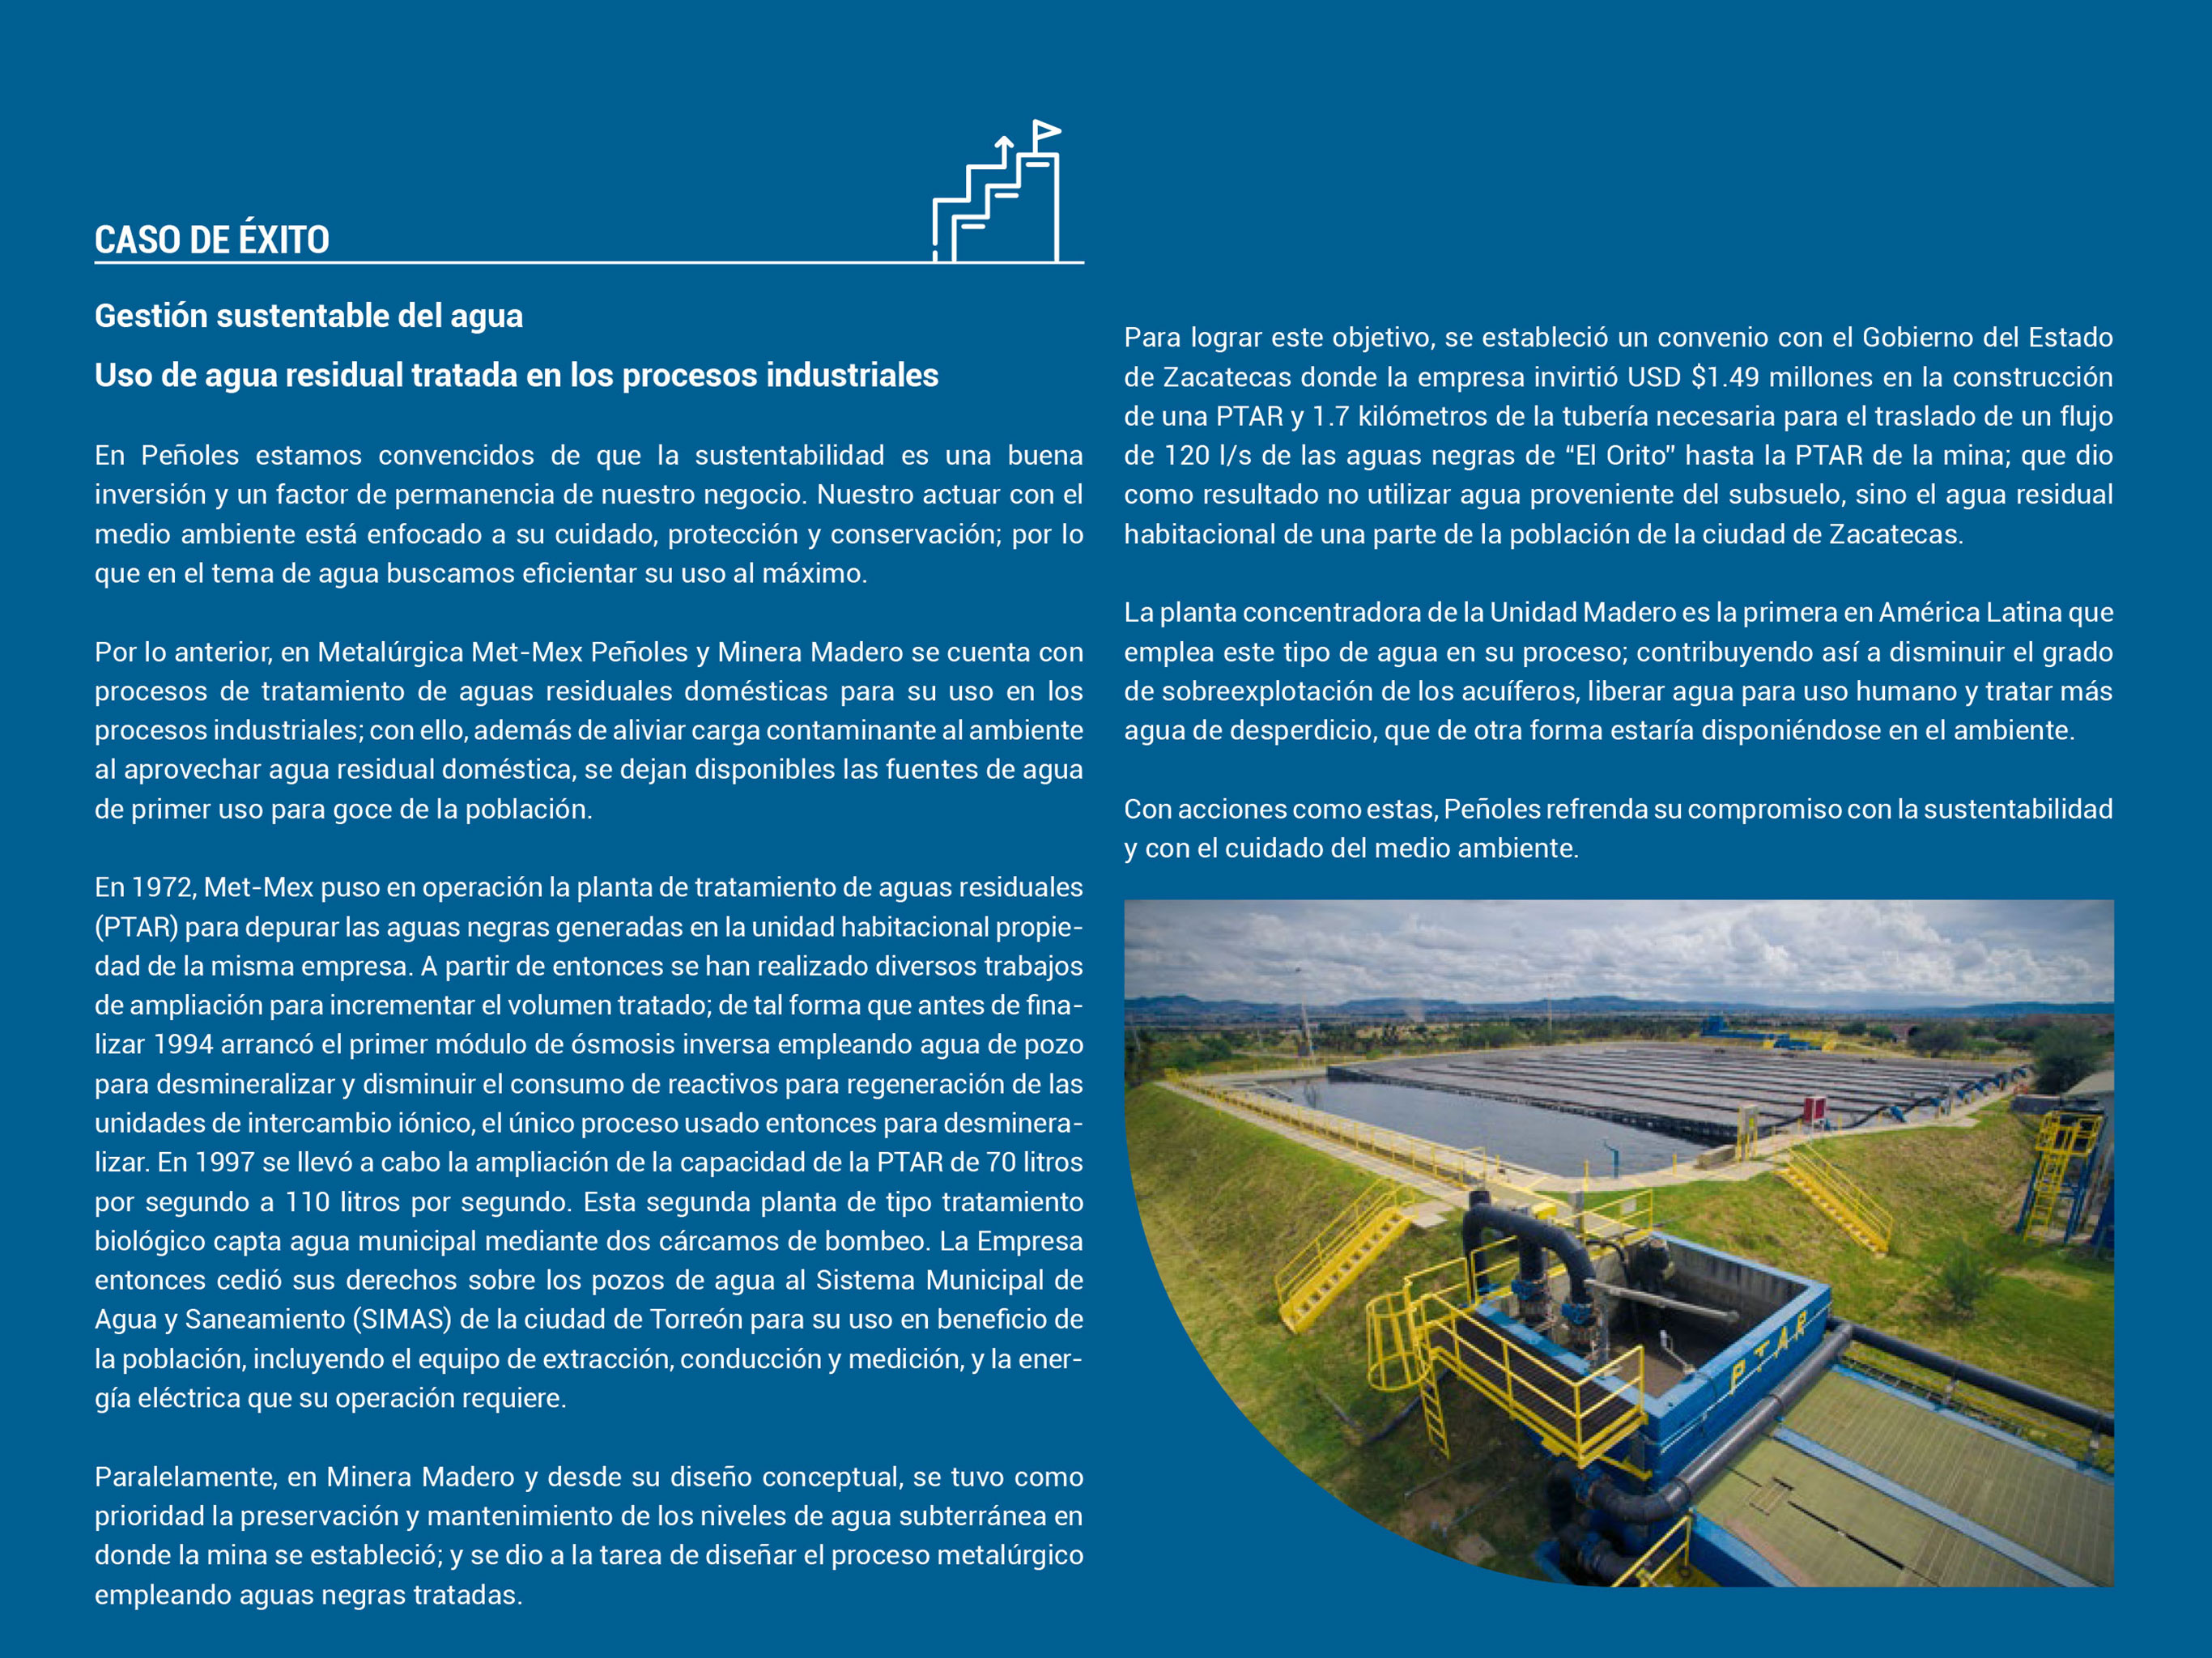 CASO DE ÉXITO
Gestión sustentable del agua
Uso de agua residual tratada en los procesos industriales
En Peñoles estamos convencidos de que la sustentabilidad es una buena
inversión y un factor de permanencia de nuestro negocio. Nuestro actuar con el
medio ambiente está enfocado a su cuidado, protección y conservación; por lo
que en el tema de agua buscamos eficientar su uso al máximo.
Por lo anterior, en Metalúrgica Met-Mex Peñoles y Minera Madero se cuenta con
procesos de tratamiento de aguas residuales domésticas para su uso en los
procesos industriales; con ello, además de aliviar carga contaminante al ambiente
al aprovechar agua residual doméstica, se dejan disponibles las fuentes de agua
de primer uso para goce de la población.
En 1972, Met-Mex puso en operación la planta de tratamiento de aguas residuales
(PTAR) para depurar las aguas negras generadas en la unidad habitacional propie-
dad de la misma empresa. A partir de entonces se han realizado diversos trabajos
de ampliación para incrementar el volumen tratado; de tal forma que antes de fina-
lizar 1994 arrancó el primer módulo de ósmosis inversa empleando agua de pozo
para desmineralizar y disminuir el consumo de reactivos para regeneración de las
unidades de intercambio iónico, el único proceso usado entonces para desminera-
lizar. En 1997 se llevó a cabo la ampliación de la capacidad de la PTAR de 70 litros
por segundo a 110 litros por segundo. Esta segunda planta de tipo tratamiento
biológico capta agua municipal mediante dos cárcamos de bombeo. La Empresa
entonces cedió sus derechos sobre los pozos de agua al Sistema Municipal de
Agua y Saneamiento (SIMAS) de la ciudad de Torreón para su uso en beneficio de
la población, incluyendo el equipo de extracción, conducción y medición, y la ener-
gía eléctrica que su operación requiere.
Paralelamente, en Minera Madero y desde su diseño conceptual, se tuvo como
prioridad la preservación y mantenimiento de los niveles de agua subterránea en
donde la mina se estableció; y se dio a la tarea de diseñar el proceso metalúrgico
empleando aguas negras tratadas.
Para lograr este objetivo, se estableció un convenio con el Gobierno del Estado
de Zacatecas donde la empresa invirtió USD $1.49 millones en la construcción
de una PTAR y 1.7 kilómetros de la tubería necesaria para el traslado de un flujo
de 120 l/s de las aguas negras de “El Orito” hasta la PTAR de la mina; que dio
como resultado no utilizar agua proveniente del subsuelo, sino el agua residual
habitacional de una parte de la población de la ciudad de Zacatecas.
La planta concentradora de la Unidad Madero es la primera en América Latina que
emplea este tipo de agua en su proceso; contribuyendo así a disminuir el grado
de sobreexplotación de los acuíferos, liberar agua para uso humano y tratar más
agua de desperdicio, que de otra forma estaría disponiéndose en el ambiente.
Con acciones como estas, Peñoles refrenda su compromiso con la sustentabilidad
y con el cuidado del medio ambiente.
PTAR